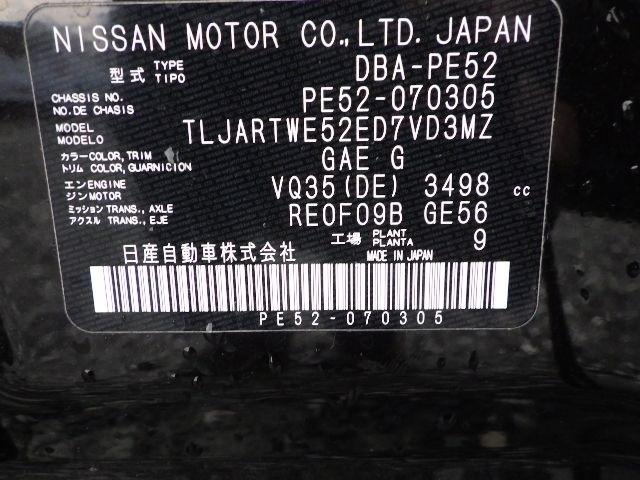 NISSAN MOTOR CO.,LTD. JAPAN
型式 TYPE TIPO DBA-PE52
CHASSIS NO. NO.DE CHASIS PE52-070305
MODEL MODELO TLJARTWE52ED7VD3MZ
カラー COLOR, TRIM トリム COLOR, GUARNICION GAE G
エンジン ENGINE MOTOR VQ35(DE) 3498 cc
ミッション TRANS., AXLE アクスル TRANS., EJE RE0F09B GE56
工場 PLANT PLANTA 9
日産自動車株式会社 MADE IN JAPAN
PE52-070305